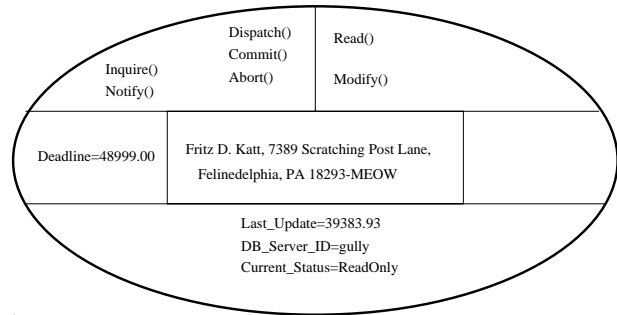 Dispatch()
Commit()
Abort()
Inquire()
Notify()
Read()
Modify()
Deadline=48999.00
Fritz D. Katt, 7389 Scratching Post Lane,
Felinedelphia, PA 18293-MEOW
Last_Update=39383.93
DB_Server_ID=gully
Current_Status=ReadOnly